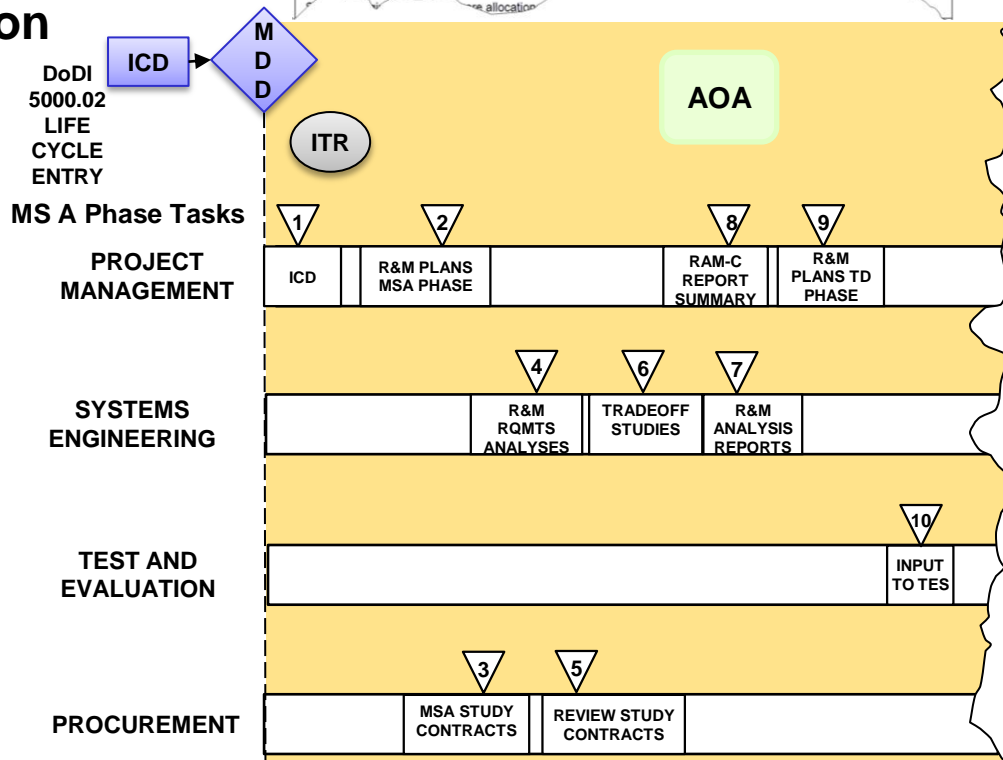 on
re allocation
ICD
M
D
D
DoDI
5000.02
LIFE
CYCLE
ENTRY
ITR
AOA
MS A Phase Tasks
1
2
8
9
PROJECT
MANAGEMENT
ICD
R&M PLANS
MSA PHASE
RAM-C
REPORT
SUMMARY
R&M
PLANS TD
PHASE
4
6
7
SYSTEMS
ENGINEERING
R&M
RQMTS
ANALYSES
TRADEOFF
STUDIES
R&M
ANALYSIS
REPORTS
10
TEST AND
EVALUATION
INPUT
TO TES
3
5
PROCUREMENT
MSA STUDY
CONTRACTS
REVIEW STUDY
CONTRACTS